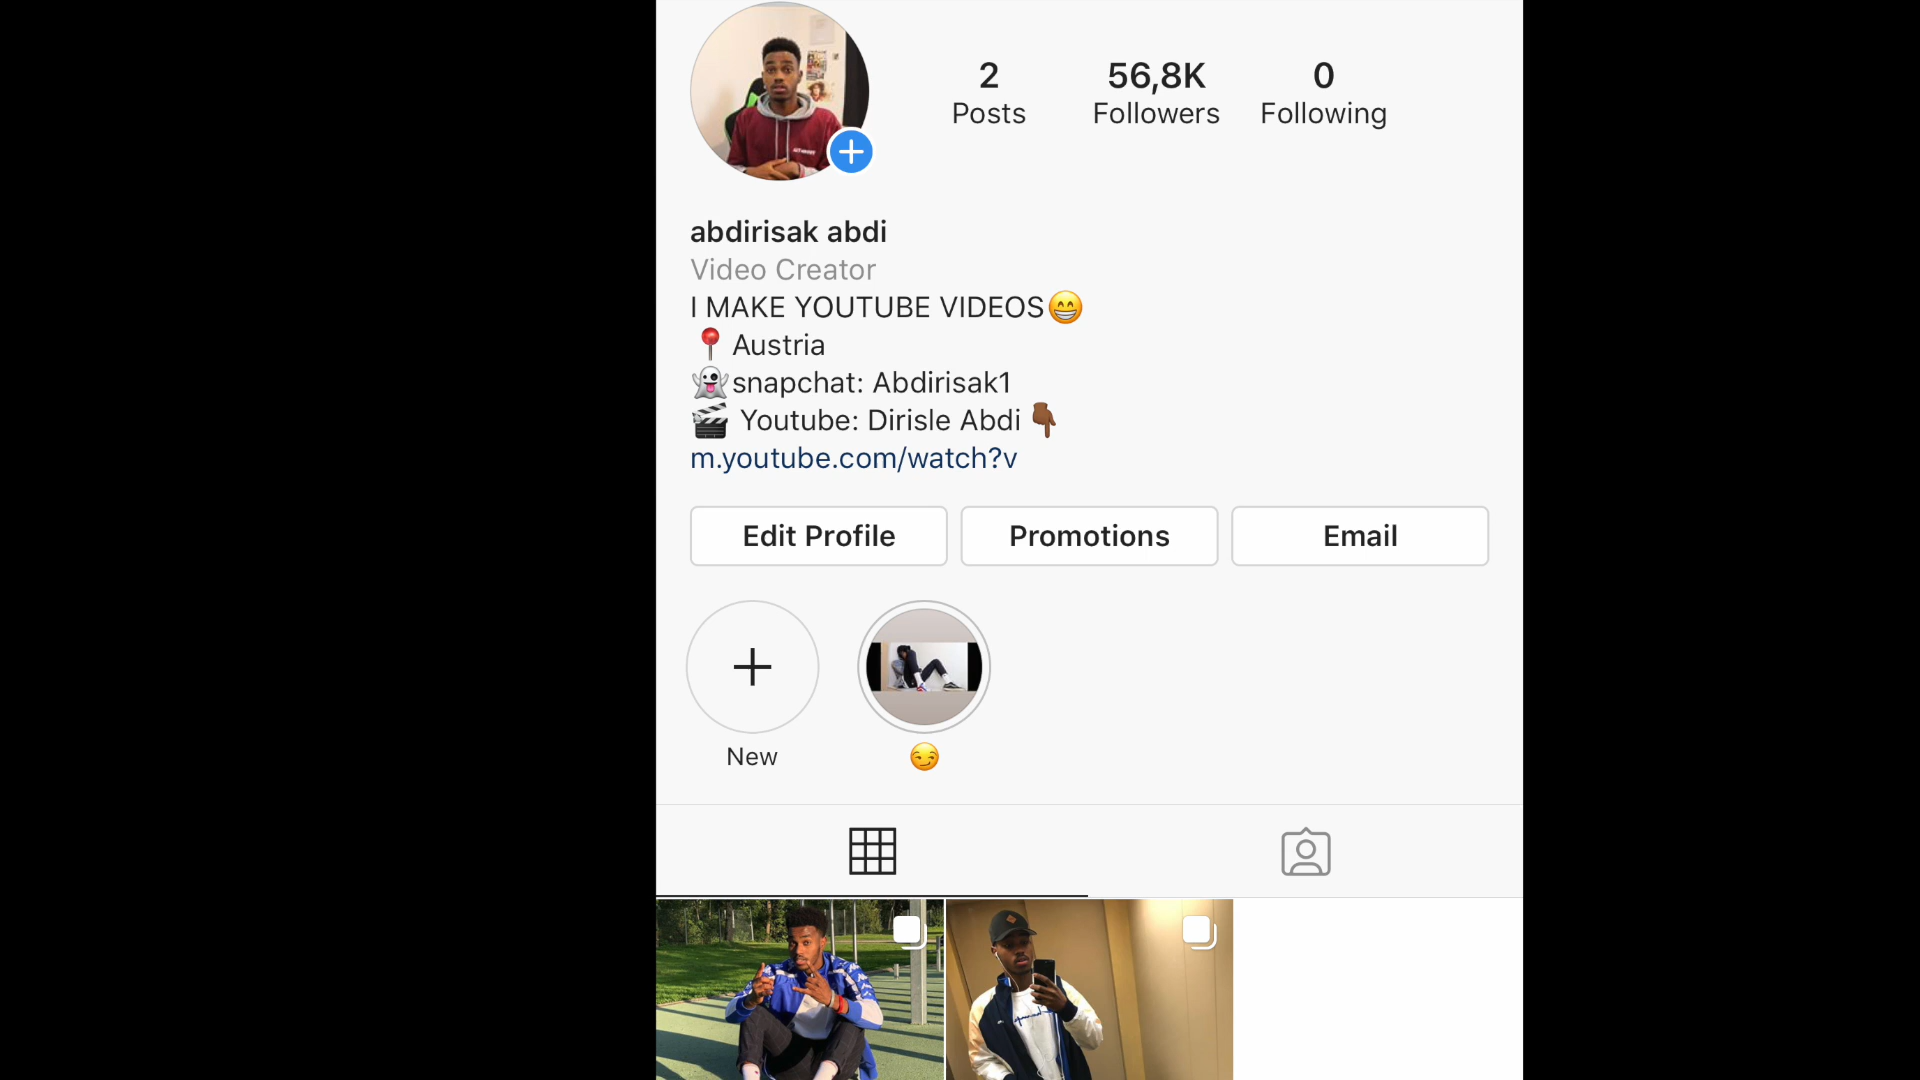 2 56,8K 0
Posts Followers Following
abdirisak abdi
Video Creator
I MAKE YOUTUBE VIDEOS😁
📍 Austria
👻snapchat: Abdirisak1
🎬 Youtube: Dirisle Abdi 👇🏾
m.youtube.com/watch?v
Edit Profile Promotions Email
New 😏